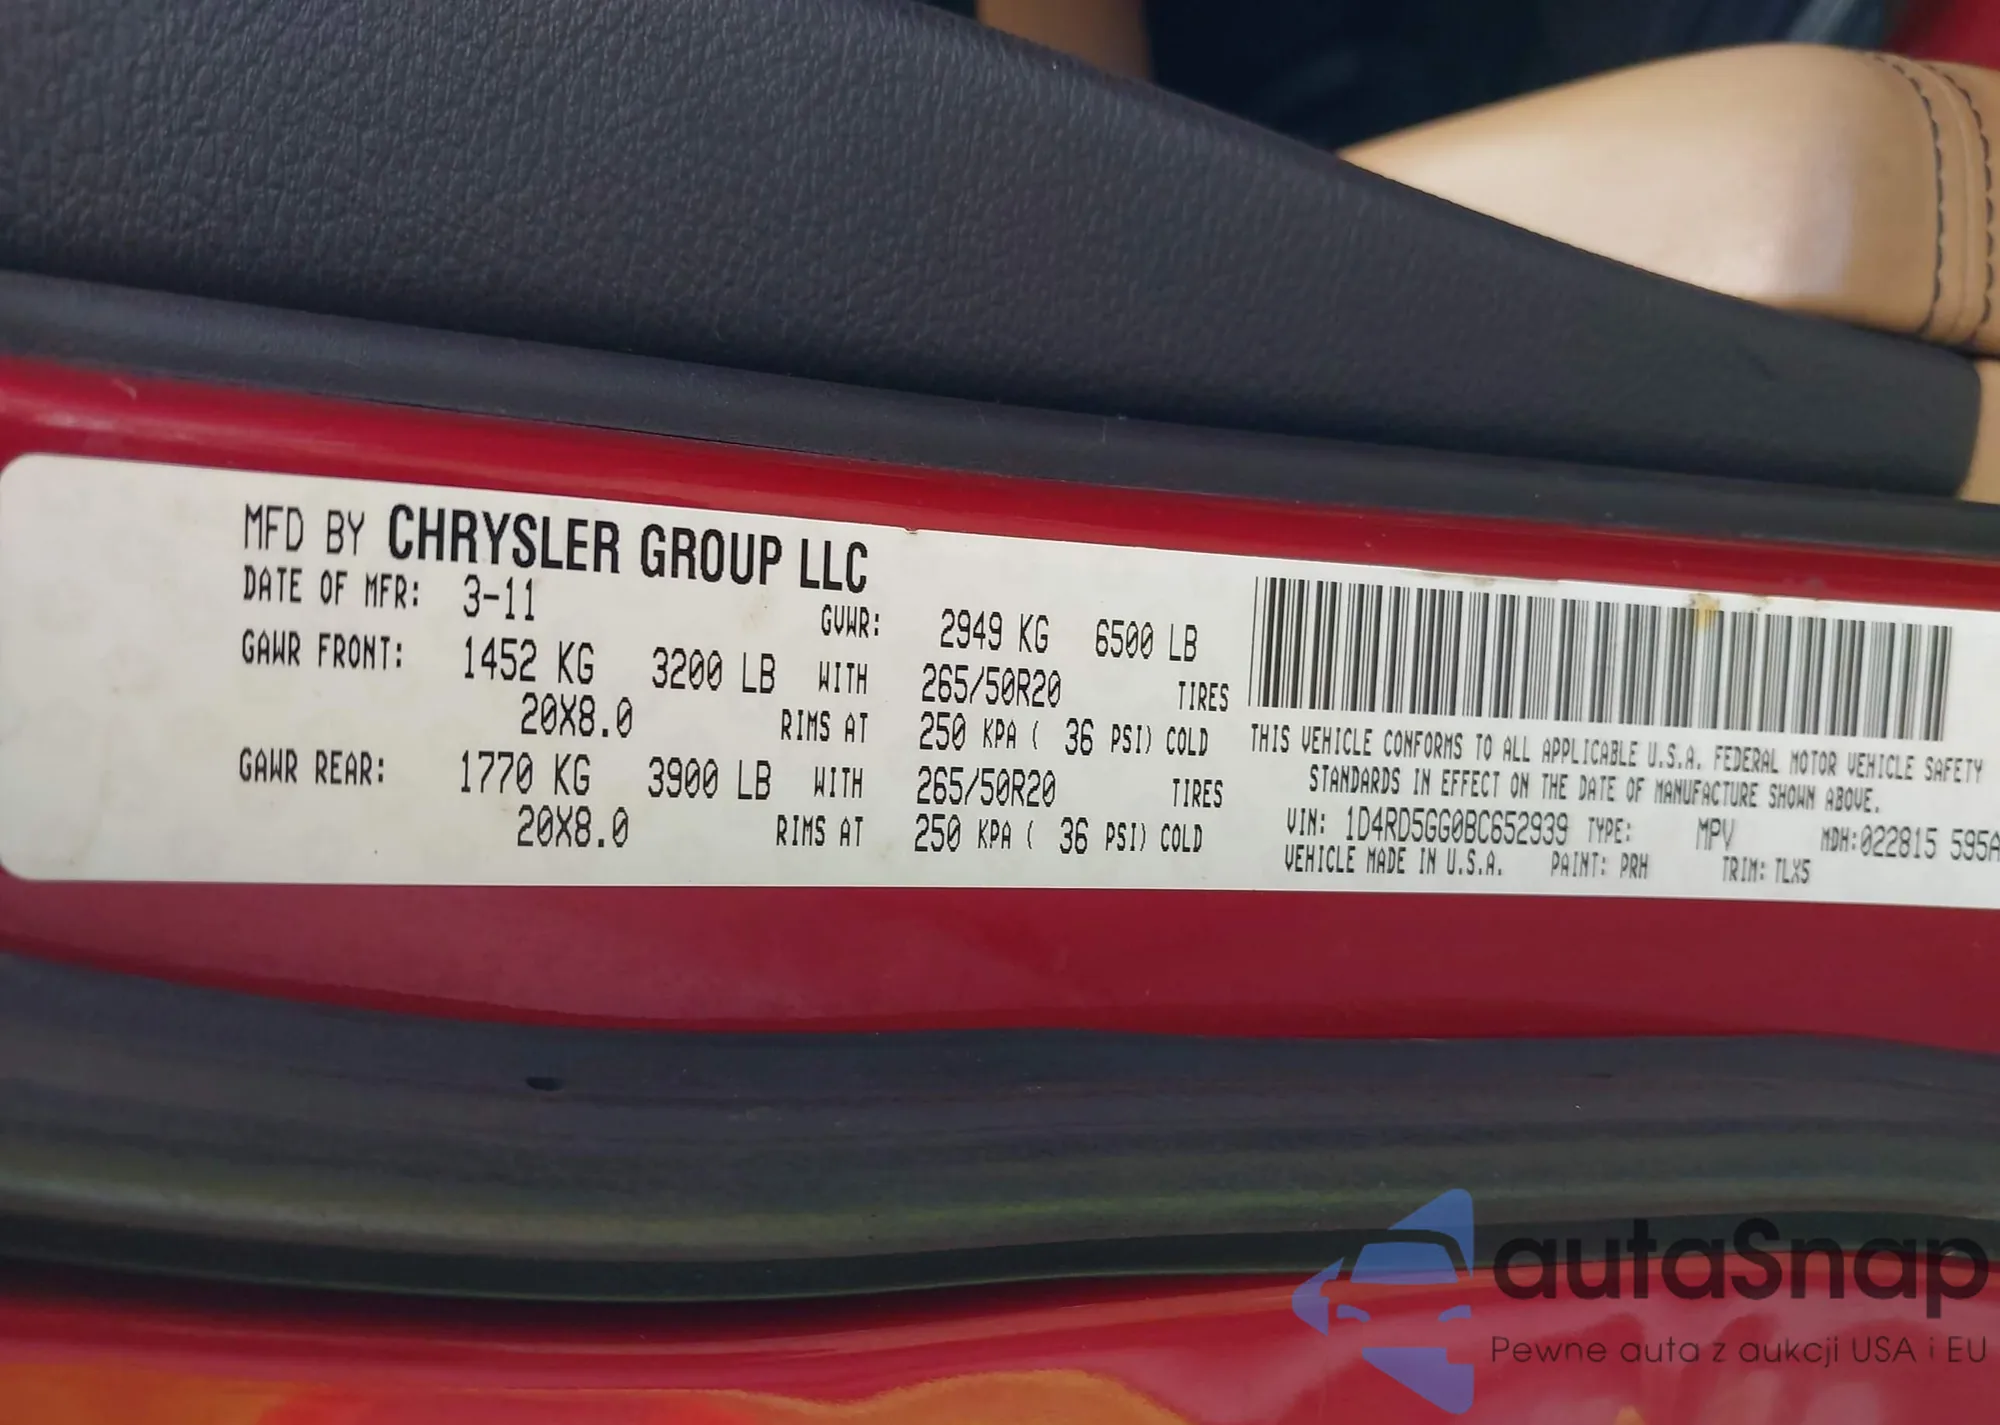 MFD BY CHRYSLER GROUP LLC
DATE OF MFR: 3-11 GVWR: 2949 KG 6500 LB
GAWR FRONT: 1452 KG 3200 LB WITH 265/50R20 TIRES
20X8.0 RIMS AT 250 KPA ( 36 PSI) COLD
GAWR REAR: 1770 KG 3900 LB WITH 265/50R20 TIRES
20X8.0 RIMS AT 250 KPA ( 36 PSI) COLD
THIS VEHICLE CONFORMS TO ALL APPLICABLE U.S.A. FEDERAL MOTOR VEHICLE SAFETY
STANDARDS IN EFFECT ON THE DATE OF MANUFACTURE SHOWN ABOVE.
VIN: 1D4RD5GG0BC652939 TYPE: MPV MDH:022815 595A
VEHICLE MADE IN U.S.A. PAINT: PRH TRIM: TLX5
autaSnap
Pewne auta z aukcji USA i EU